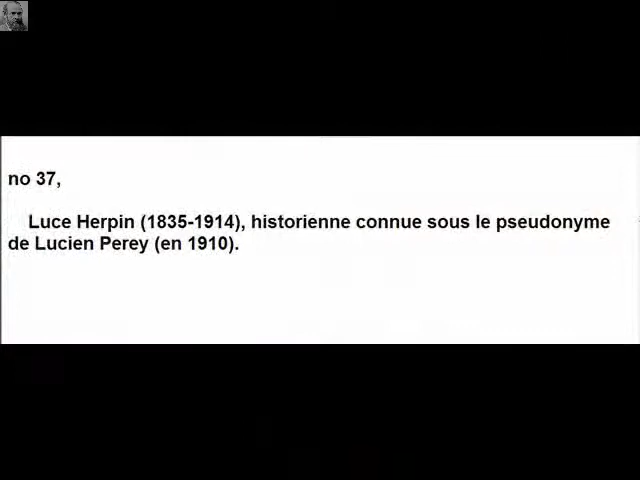 no 37,
Luce Herpin (1835-1914), historienne connue sous le pseudonyme
de Lucien Perey (en 1910).